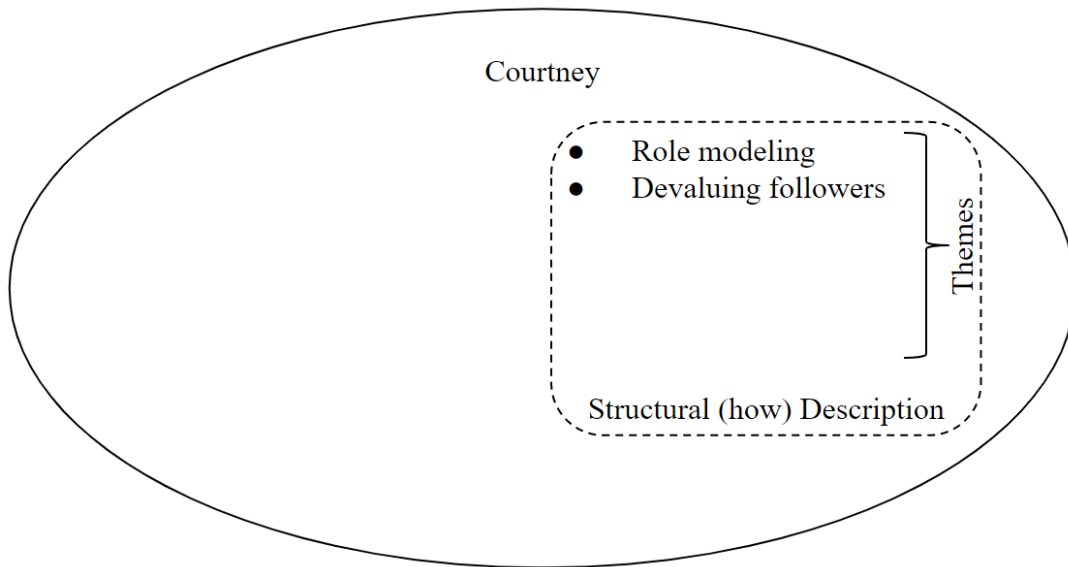 Courtney
● Role modeling
● Devaluing followers
Themes
Structural (how) Description